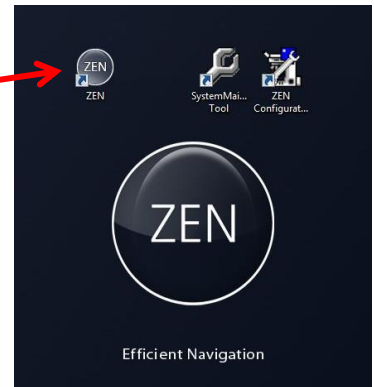 ZEN
ZEN
SystemMai...
Tool
ZEN
Configurat...
ZEN
Efficient Navigation